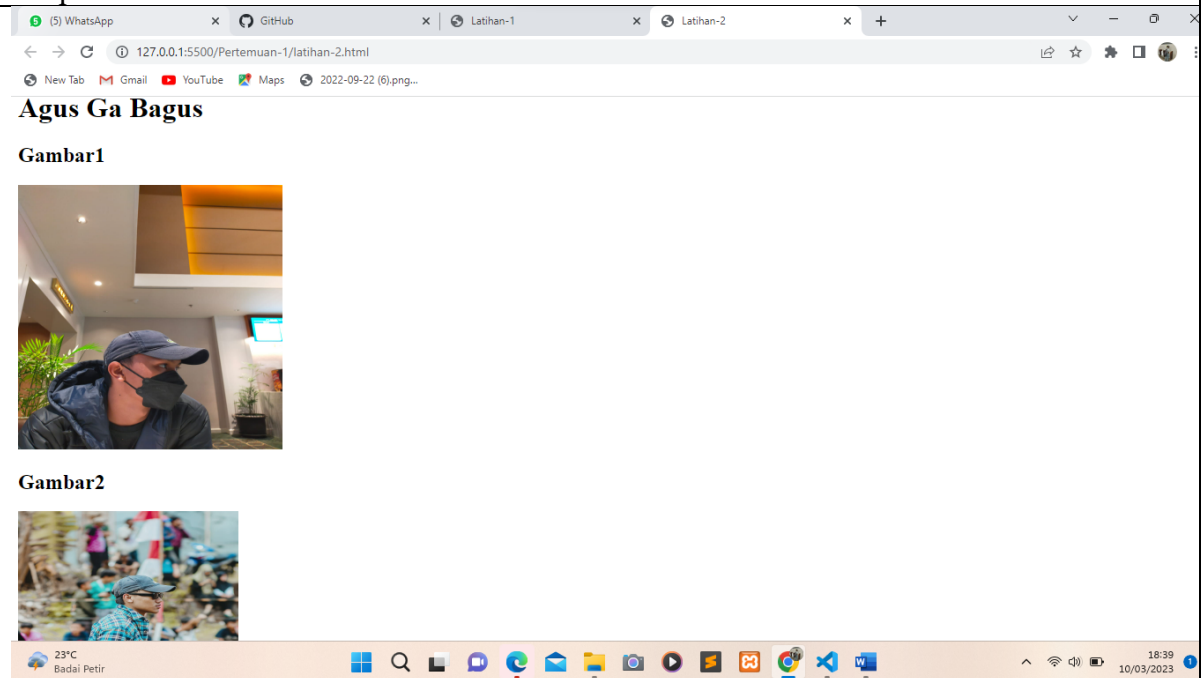 (5) WhatsApp
GitHub
Latihan-1
Latihan-2
127.0.0.1:5500/Pertemuan-1/latihan-2.html
New Tab Gmail YouTube Maps 2022-09-22 (6).png...
Agus Ga Bagus
Gambar1
Gambar2
23°C
Badai Petir
18:39
10/03/2023
1